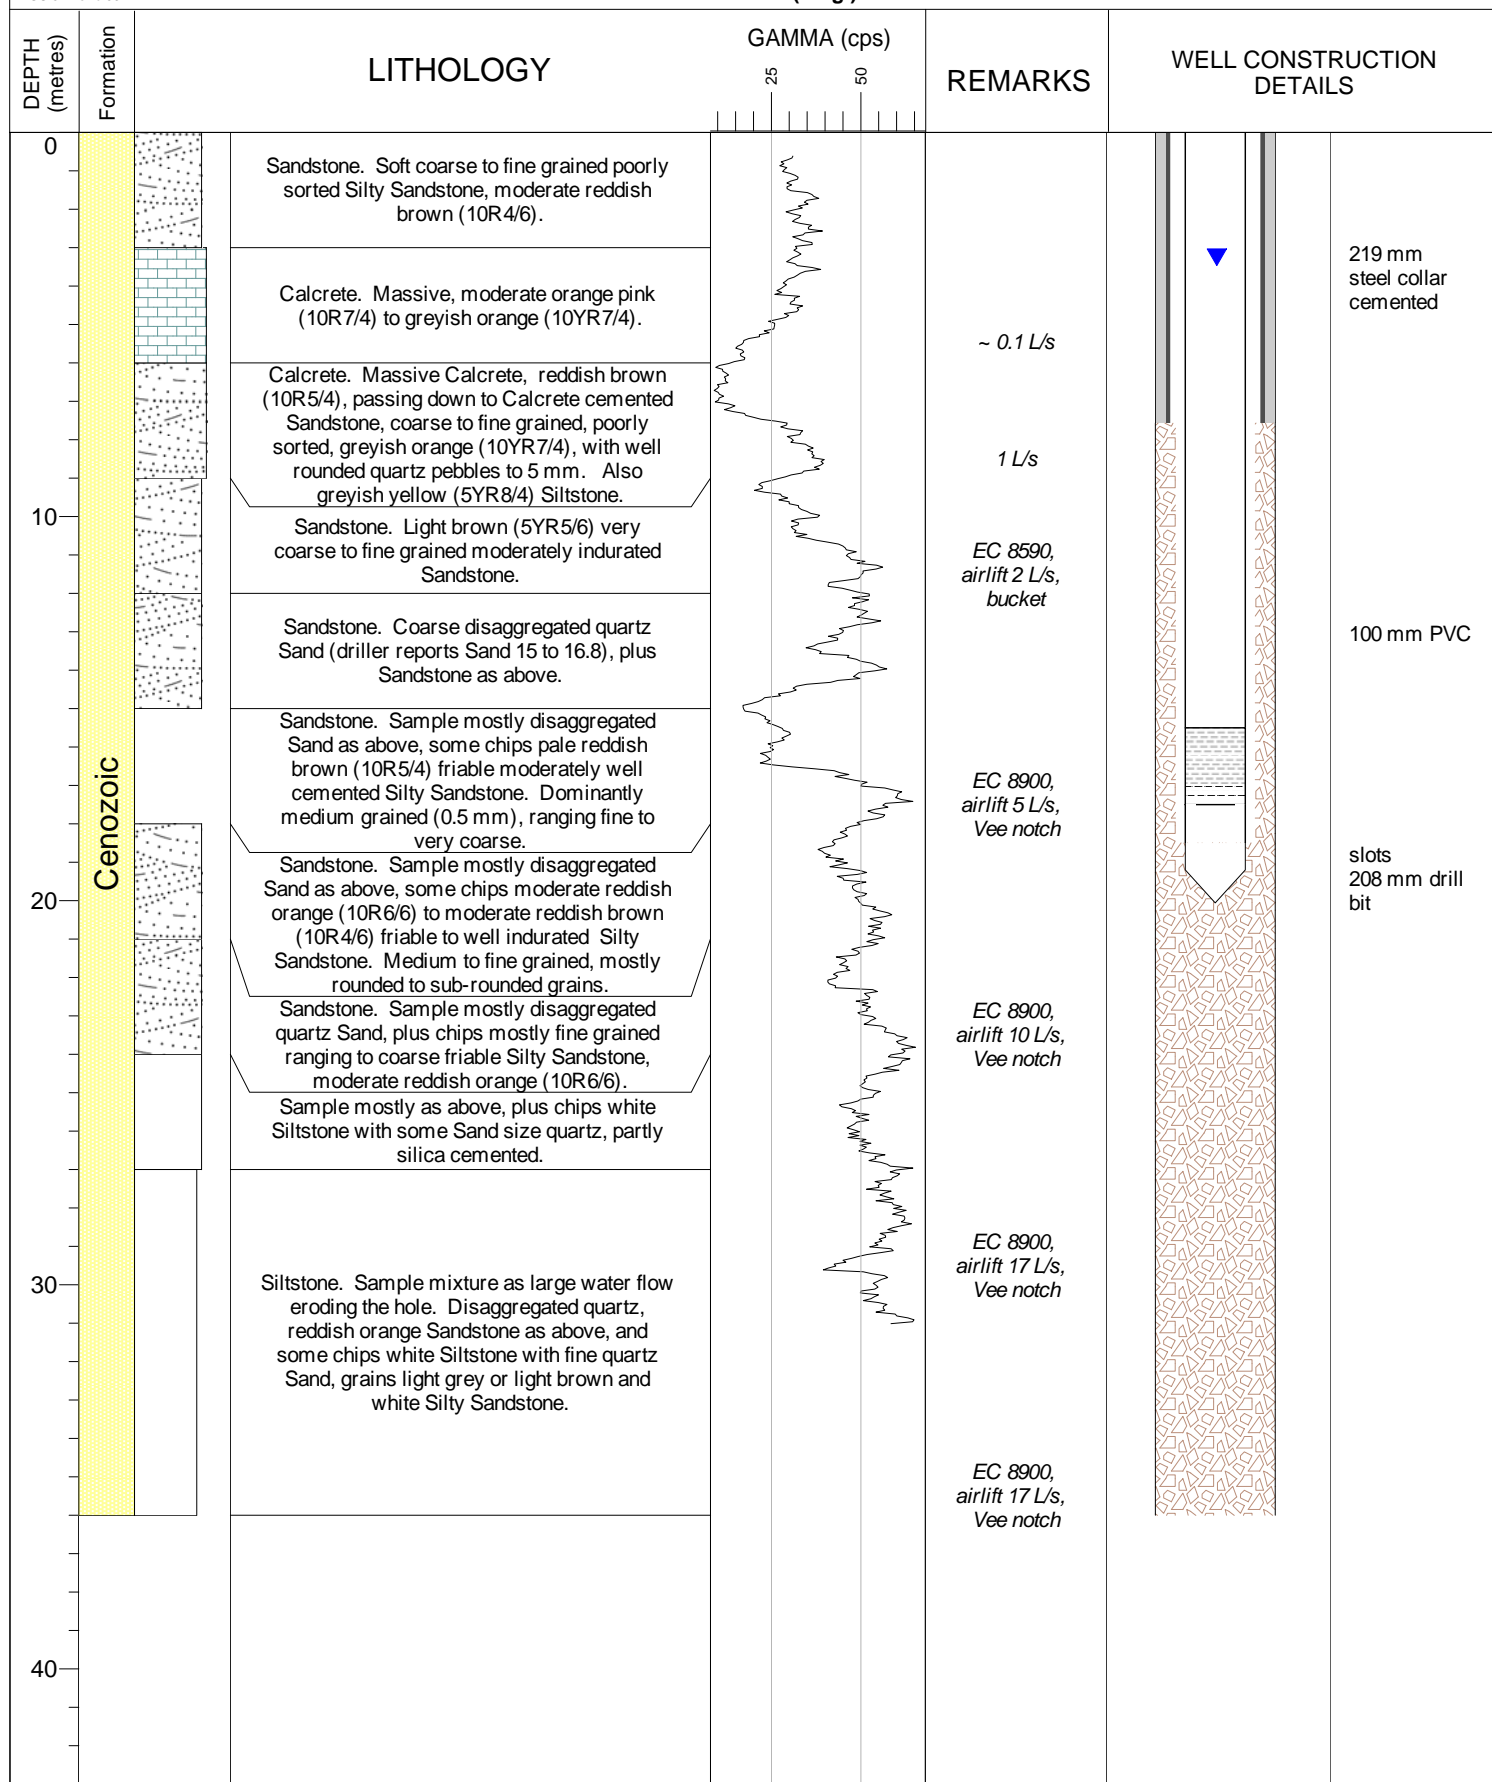 DEPTH
(metres)
Formation
LITHOLOGY
GAMMA (cps)
25
50
REMARKS
WELL CONSTRUCTION
DETAILS
0
10
20
30
40
Cenozoic
Sandstone. Soft coarse to fine grained poorly
sorted Silty Sandstone, moderate reddish
brown (10R4/6).
Calcrete. Massive, moderate orange pink
(10R7/4) to greyish orange (10YR7/4).
Calcrete. Massive Calcrete, reddish brown
(10R5/4), passing down to Calcrete cemented
Sandstone, coarse to fine grained, poorly
sorted, greyish orange (10YR7/4), with well
rounded quartz pebbles to 5 mm. Also
greyish yellow (5YR8/4) Siltstone.
Sandstone. Light brown (5YR5/6) very
coarse to fine grained moderately indurated
Sandstone.
Sandstone. Coarse disaggregated quartz
Sand (driller reports Sand 15 to 16.8), plus
Sandstone as above.
Sandstone. Sample mostly disaggregated
Sand as above, some chips pale reddish
brown (10R5/4) friable moderately well
cemented Silty Sandstone. Dominantly
medium grained (0.5 mm), ranging fine to
very coarse.
Sandstone. Sample mostly disaggregated
Sand as above, some chips moderate reddish
orange (10R6/6) to moderate reddish brown
(10R4/6) friable to well indurated Silty
Sandstone. Medium to fine grained, mostly
rounded to sub-rounded grains.
Sandstone. Sample mostly disaggregated
quartz Sand, plus chips mostly fine grained
ranging to coarse friable Silty Sandstone,
moderate reddish orange (10R6/6).
Sample mostly as above, plus chips white
Siltstone with some Sand size quartz, partly
silica cemented.
Siltstone. Sample mixture as large water flow
eroding the hole. Disaggregated quartz,
reddish orange Sandstone as above, and
some chips white Siltstone with fine quartz
Sand, grains light grey or light brown and
white Silty Sandstone.
~ 0.1 L/s
1 L/s
EC 8590,
airlift 2 L/s,
bucket
EC 8900,
airlift 5 L/s,
Vee notch
EC 8900,
airlift 10 L/s,
Vee notch
EC 8900,
airlift 17 L/s,
Vee notch
EC 8900,
airlift 17 L/s,
Vee notch
219 mm
steel collar
cemented
100 mm PVC
slots
208 mm drill
bit